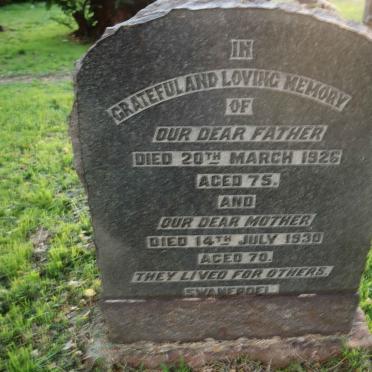 IN
GRATEFUL AND LOVING MEMORY
OF
OUR DEAR FATHER
DIED 20TH MARCH 1926
AGED 75.
AND
OUR DEAR MOTHER
DIED 14TH JULY 1930
AGED 70.
THEY LIVED FOR OTHERS.
SWANEPOEL